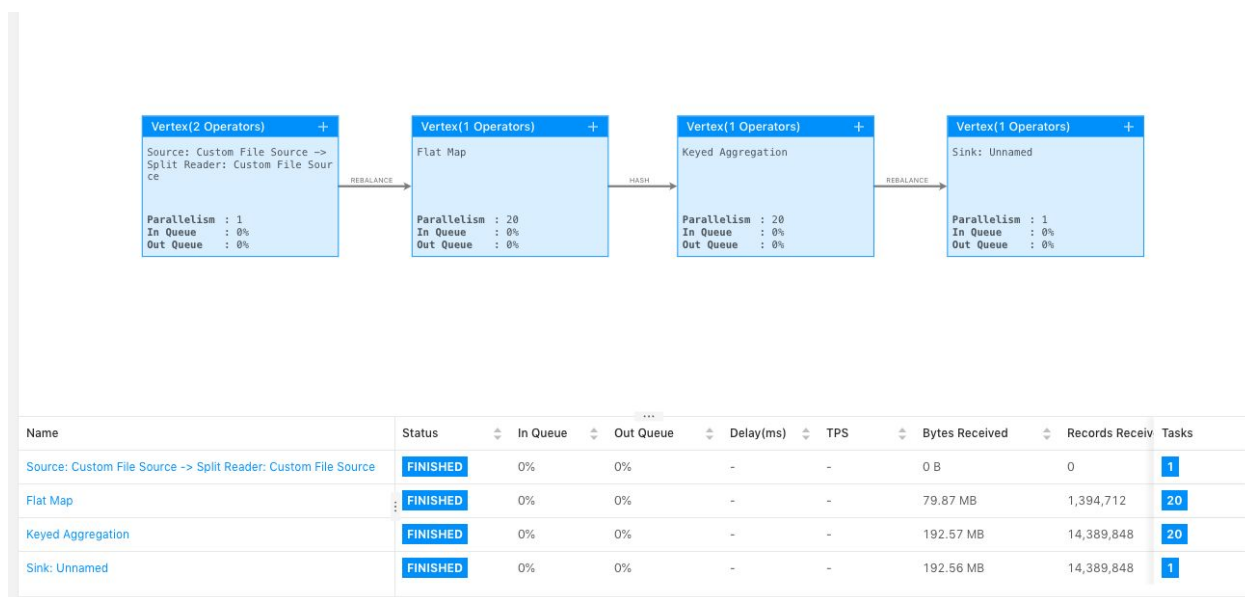 Vertex(2 Operators) +
Source: Custom File Source ->
Split Reader: Custom File Sour
ce
Parallelism : 1
In Queue : 0%
Out Queue : 0%
REBALANCE
Vertex(1 Operators) +
Flat Map
Parallelism : 20
In Queue : 0%
Out Queue : 0%
HASH
Vertex(1 Operators) +
Keyed Aggregation
Parallelism : 20
In Queue : 0%
Out Queue : 0%
REBALANCE
Vertex(1 Operators) +
Sink: Unnamed
Parallelism : 1
In Queue : 0%
Out Queue : 0%
Name Status In Queue Out Queue Delay(ms) TPS Bytes Received Records Receiv Tasks
Source: Custom File Source -> Split Reader: Custom File Source FINISHED 0% 0% - - 0 B 0 1
Flat Map FINISHED 0% 0% - - 79.87 MB 1,394,712 20
Keyed Aggregation FINISHED 0% 0% - - 192.57 MB 14,389,848 20
Sink: Unnamed FINISHED 0% 0% - - 192.56 MB 14,389,848 1